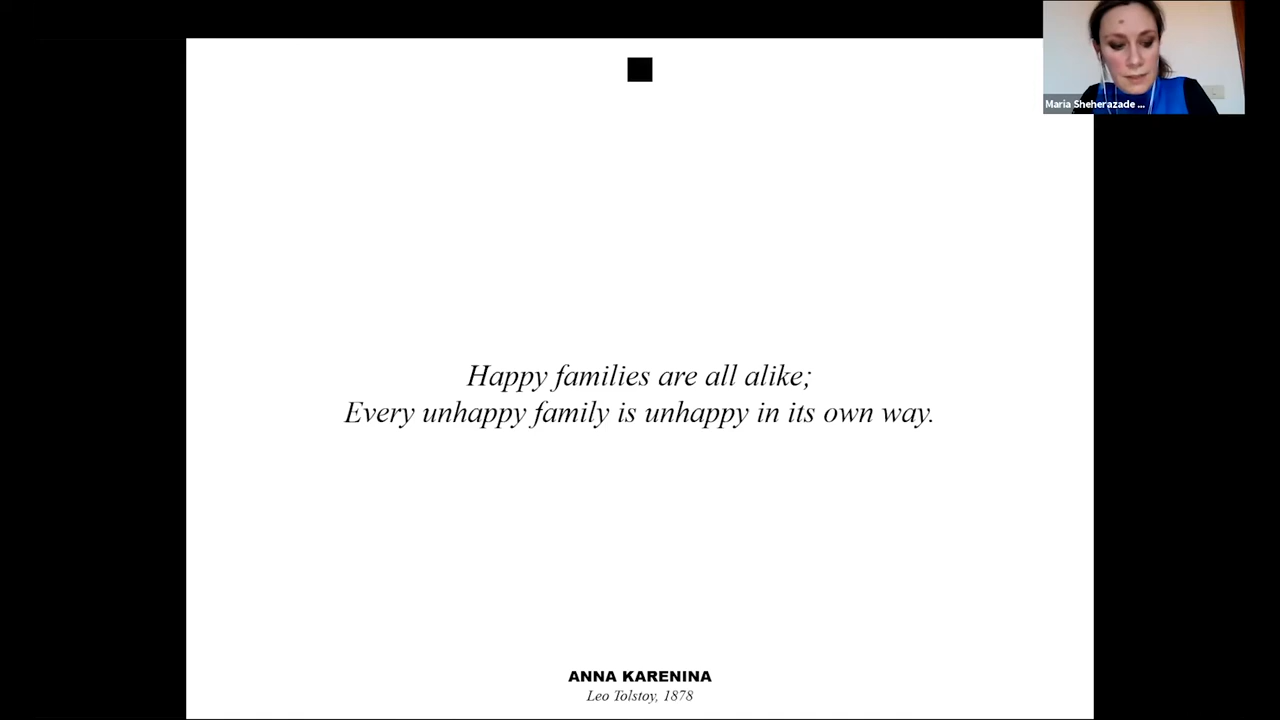 Maria Sheherazade ...
Happy families are all alike;
Every unhappy family is unhappy in its own way.
ANNA KARENINA
Leo Tolstoy, 1878